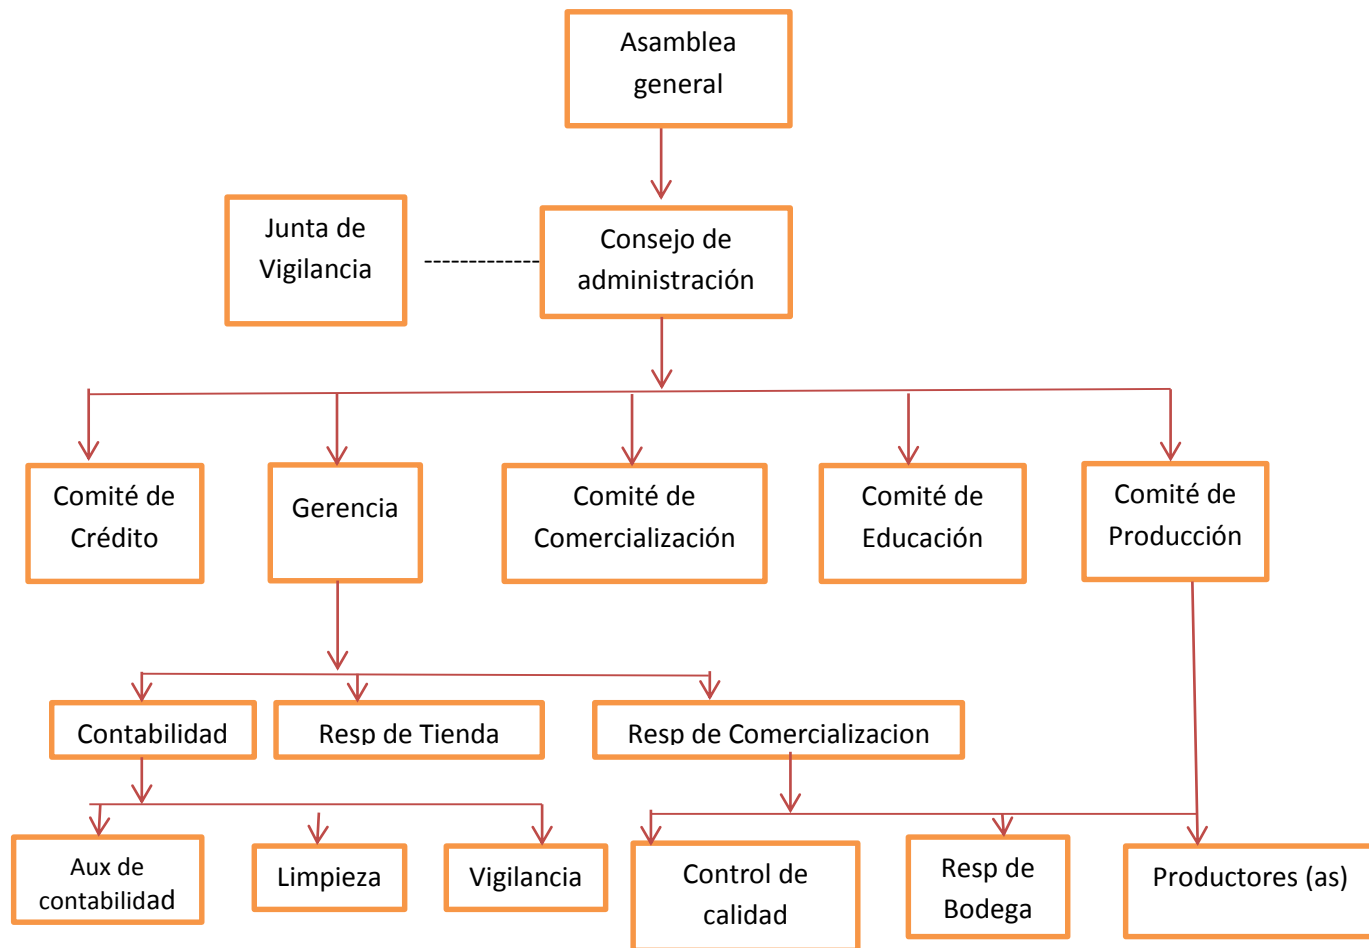 Asamblea
general
Junta de
Vigilancia
Consejo de
administración
Comité de
Crédito
Gerencia
Comité de
Comercialización
Comité de
Educación
Comité de
Producción
Contabilidad
Resp de Tienda
Resp de Comercializacion
Aux de
contabilidad
Limpieza
Vigilancia
Control de
calidad
Resp de
Bodega
Productores (as)